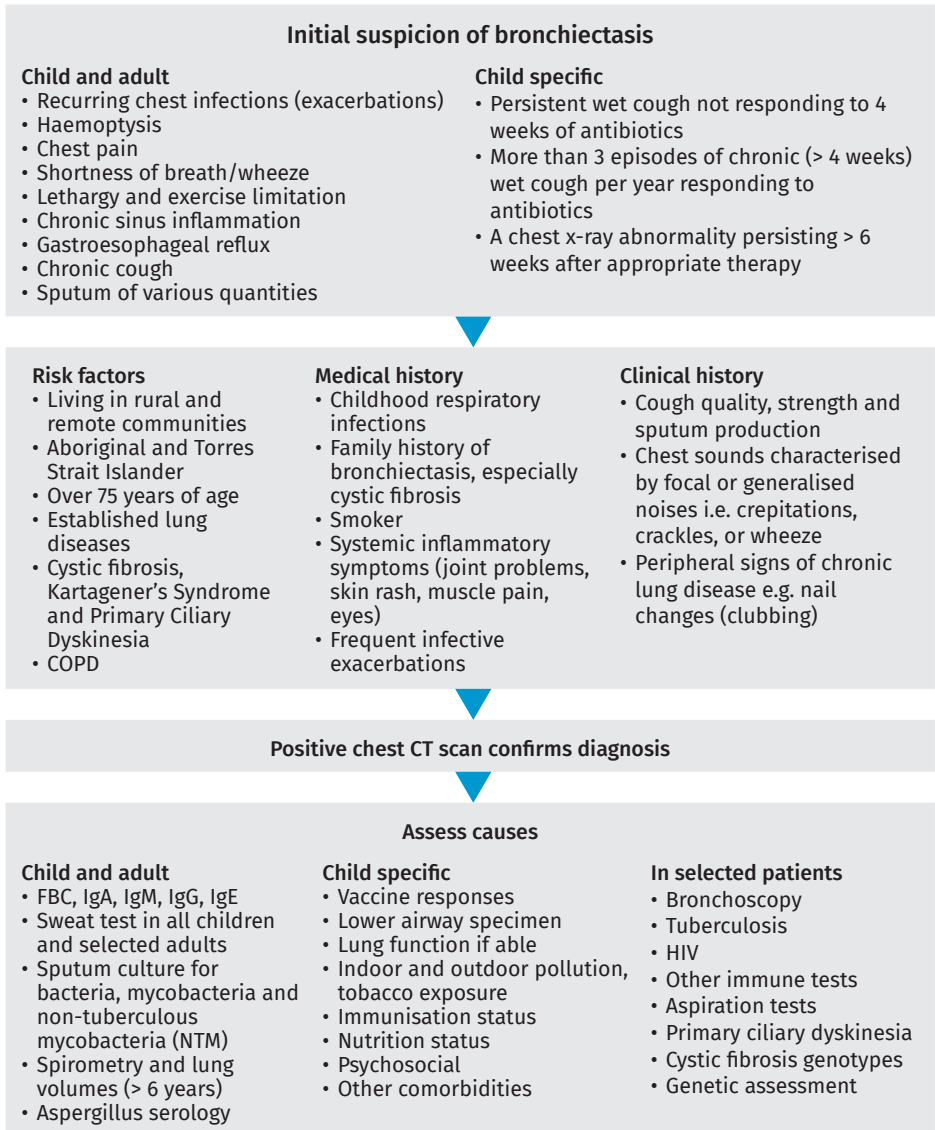 Initial suspicion of bronchiectasis
Child and adult
• Recurring chest infections (exacerbations)
• Haemoptysis
• Chest pain
• Shortness of breath/wheeze
• Lethargy and exercise limitation
• Chronic sinus inflammation
• Gastroesophageal reflux
• Chronic cough
• Sputum of various quantities
Child specific
• Persistent wet cough not responding to 4
weeks of antibiotics
• More than 3 episodes of chronic (> 4 weeks)
wet cough per year responding to
antibiotics
• A chest x-ray abnormality persisting > 6
weeks after appropriate therapy
Risk factors
• Living in rural and
remote communities
• Aboriginal and Torres
Strait Islander
• Over 75 years of age
• Established lung
diseases
• Cystic fibrosis,
Kartagener’s Syndrome
and Primary Ciliary
Dyskinesia
• COPD
Medical history
• Childhood respiratory
infections
• Family history of
bronchiectasis, especially
cystic fibrosis
• Smoker
• Systemic inflammatory
symptoms (joint problems,
skin rash, muscle pain,
eyes)
• Frequent infective
exacerbations
Clinical history
• Cough quality, strength and
sputum production
• Chest sounds characterised
by focal or generalised
noises i.e. crepitations,
crackles, or wheeze
• Peripheral signs of chronic
lung disease e.g. nail
changes (clubbing)
Positive chest CT scan confirms diagnosis
Assess causes
Child and adult
• FBC, IgA, IgM, IgG, IgE
• Sweat test in all children
and selected adults
• Sputum culture for
bacteria, mycobacteria and
non-tuberculous
mycobacteria (NTM)
• Spirometry and lung
volumes (> 6 years)
• Aspergillus serology
Child specific
• Vaccine responses
• Lower airway specimen
• Lung function if able
• Indoor and outdoor pollution,
tobacco exposure
• Immunisation status
• Nutrition status
• Psychosocial
• Other comorbidities
In selected patients
• Bronchoscopy
• Tuberculosis
• HIV
• Other immune tests
• Aspiration tests
• Primary ciliary dyskinesia
• Cystic fibrosis genotypes
• Genetic assessment